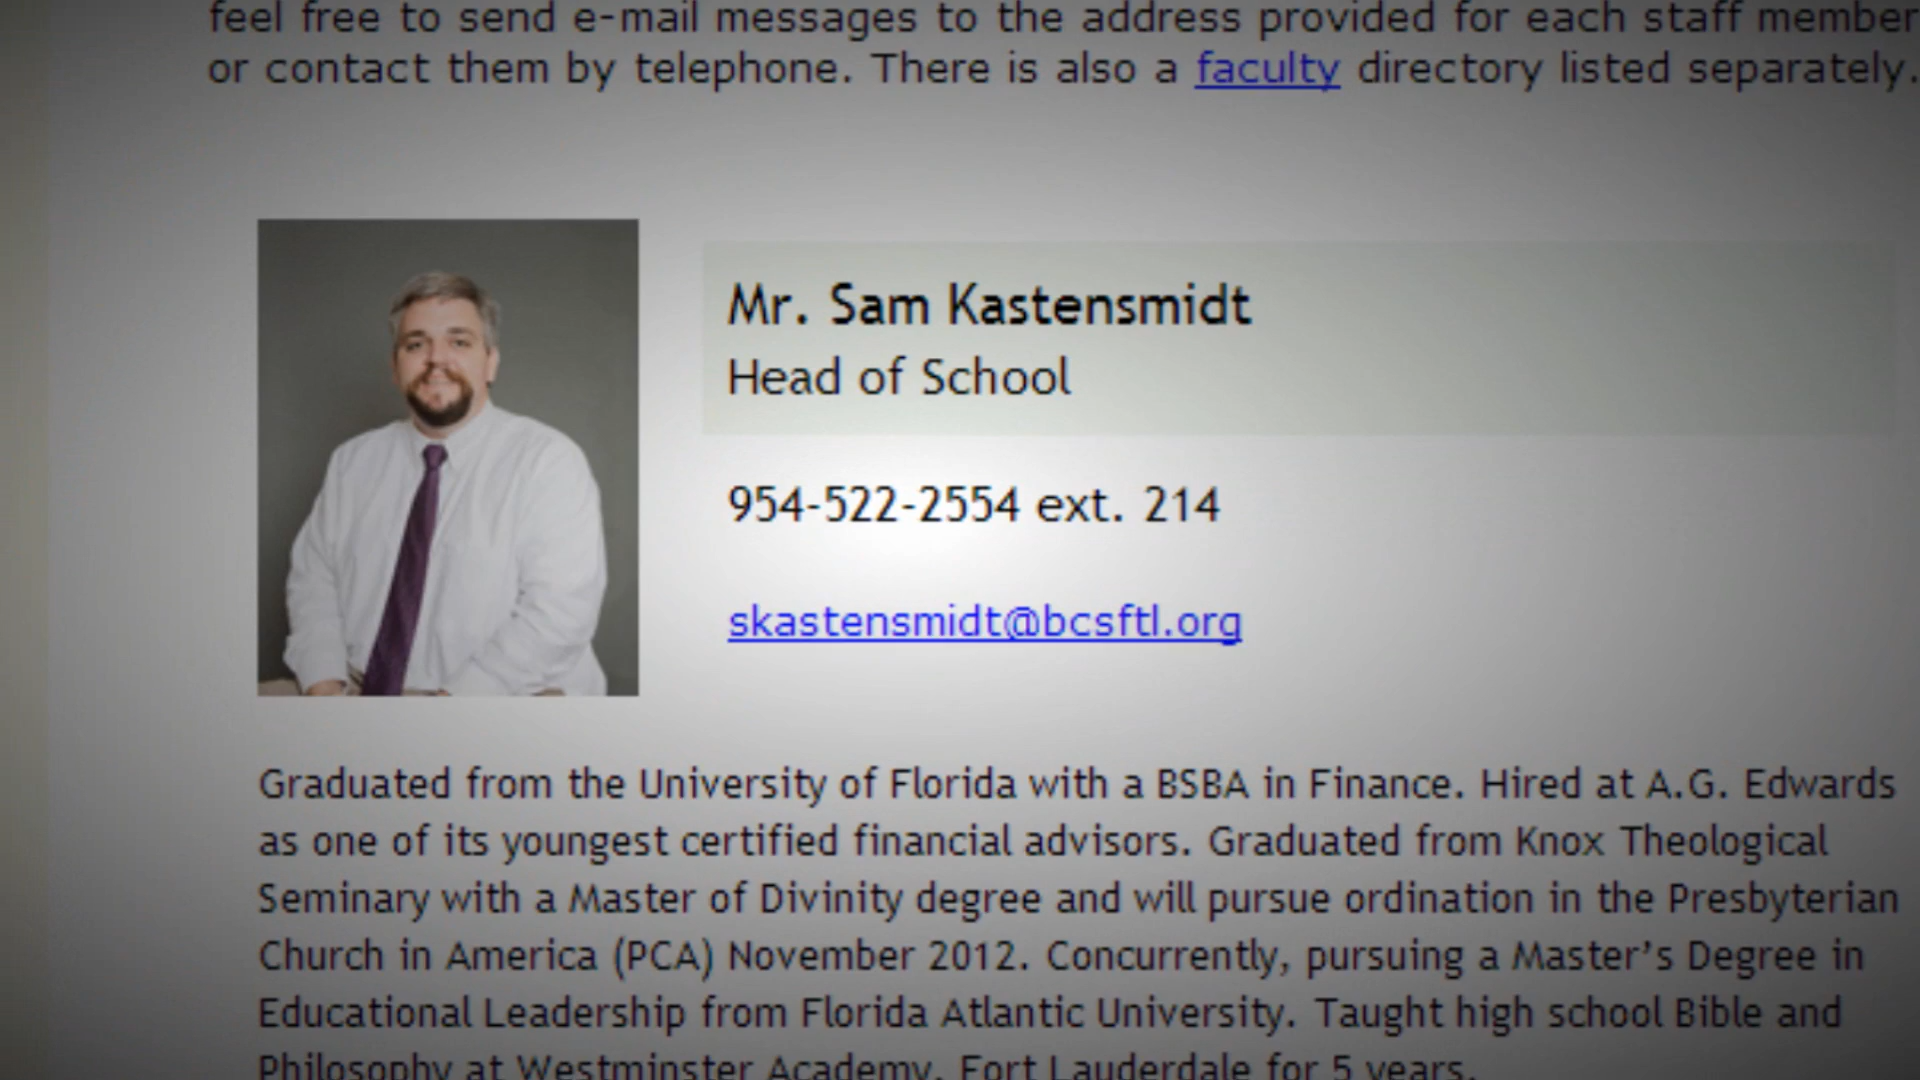 feel free to send e-mail messages to the address provided for each staff member
or contact them by telephone. There is also a faculty directory listed separately.
Mr. Sam Kastensmidt
Head of School
954-522-2554 ext. 214
skastensmidt@bcsftl.org
Graduated from the University of Florida with a BSBA in Finance. Hired at A.G. Edwards
as one of its youngest certified financial advisors. Graduated from Knox Theological
Seminary with a Master of Divinity degree and will pursue ordination in the Presbyterian
Church in America (PCA) November 2012. Concurrently, pursuing a Master’s Degree in
Educational Leadership from Florida Atlantic University. Taught high school Bible and
Philosophy at Westminster Academy, Fort Lauderdale for 5 years.